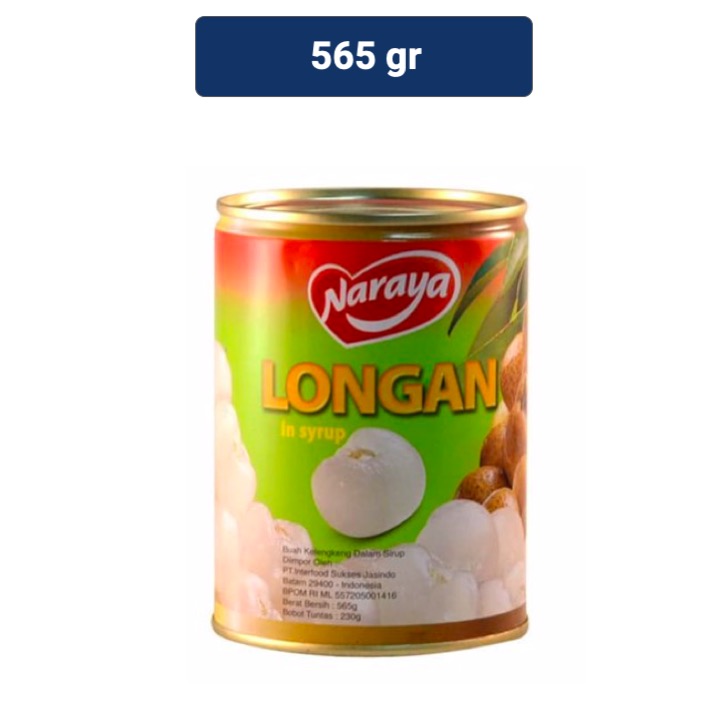 565 gr
Naraya
LONGAN
in syrup
Buah Kelengkeng Dalam Sirup
Diimpor Oleh
PT.Interfood Sukses Jasindo
Batam 29400 - Indonesia
BPOM RI ML 557205001416
Berat Bersih : 565g
Bobot Tuntas : 230g